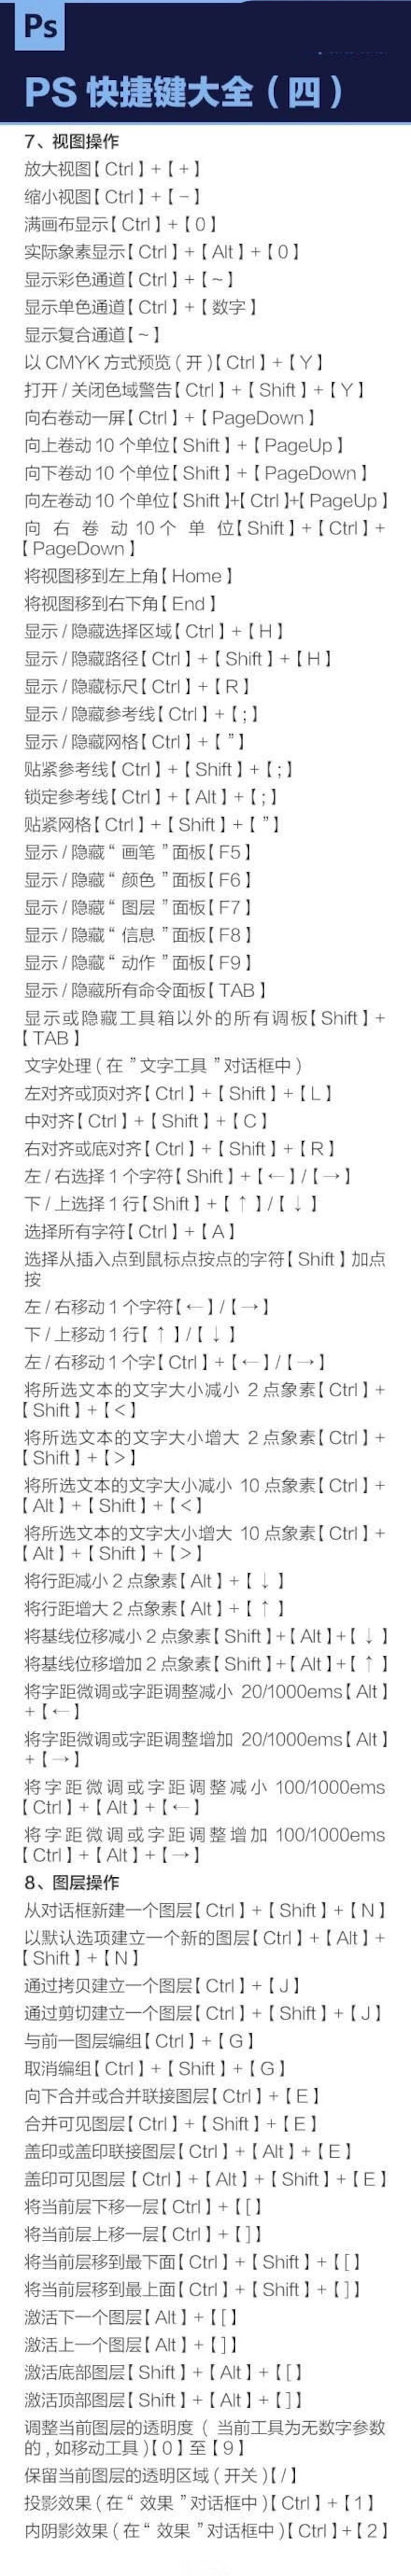 Ps
PS 快捷键大全（四）
7、视图操作
放大视图【Ctrl】+【+】
缩小视图【Ctrl】+【-】
满画布显示【Ctrl】+【0】
实际象素显示【Ctrl】+【Alt】+【0】
显示彩色通道【Ctrl】+【~】
显示单色通道【Ctrl】+【数字】
显示复合通道【~】
以 CMYK 方式预览(开)【Ctrl】+【Y】
打开/关闭色域警告【Ctrl】+【Shift】+【Y】
向右卷动一屏【Ctrl】+【PageDown】
向上卷动10 个单位【Shift】+【PageUp】
向下卷动10 个单位【Shift】+【PageDown】
向左卷动10 个单位【Shift】+【Ctrl】+【PageUp】
向 右 卷 动 10个 单 位【Shift】+【Ctrl】+
【PageDown】
将视图移到左上角【Home】
将视图移到右下角【End】
显示/隐藏选择区域【Ctrl】+【H】
显示/隐藏路径【Ctrl】+【Shift】+【H】
显示/隐藏标尺【Ctrl】+【R】
显示/隐藏参考线【Ctrl】+【;】
显示/隐藏网格【Ctrl】+【”】
贴紧参考线【Ctrl】+【Shift】+【;】
锁定参考线【Ctrl】+【Alt】+【;】
贴紧网格【Ctrl】+【Shift】+【”】
显示/隐藏“ 画笔 ”面板【F5】
显示/隐藏“ 颜色 ”面板【F6】
显示/隐藏“ 图层 ”面板【F7】
显示/隐藏“ 信息 ”面板【F8】
显示/隐藏“ 动作 ”面板【F9】
显示/隐藏所有命令面板【TAB】
显示或隐藏工具箱以外的所有调板【Shift】+
【TAB】
文字处理(在 ”文字工具 ”对话框中)
左对齐或顶对齐【Ctrl】+【Shift】+【L】
中对齐【Ctrl】+【Shift】+【C】
右对齐或底对齐【Ctrl】+【Shift】+【R】
左/右选择 1 个字符【Shift】+【←】/【→】
下/上选择 1 行【Shift】+【↑】/【↓】
选择所有字符【Ctrl】+【A】
选择从插入点到鼠标点按点的字符【Shift】加点
按
左/右移动 1 个字符【←】/【→】
下/上移动 1 行【↑】/【↓】
左/右移动 1 个字【Ctrl】+【←】/【→】
将所选文本的文字大小减小 2 点象素【Ctrl】+
【Shift】+【<】
将所选文本的文字大小增大 2 点象素【Ctrl】+
【Shift】+【>】
将所选文本的文字大小减小 10 点象素【Ctrl】+
【Alt】+【Shift】+【<】
将所选文本的文字大小增大 10 点象素【Ctrl】+
【Alt】+【Shift】+【>】
将行距减小 2 点象素【Alt】+【↓】
将行距增大 2 点象素【Alt】+【↑】
将基线位移减小 2 点象素【Shift】+【Alt】+【↓】
将基线位移增加 2 点象素【Shift】+【Alt】+【↑】
将字距微调或字距调整减小 20/1000ems【Alt】
+【←】
将字距微调或字距调整增加 20/1000ems【Alt】
+【→】
将字距微调或字距调整减小 100/1000ems
【Ctrl】+【Alt】+【←】
将字距微调或字距调整增加 100/1000ems
【Ctrl】+【Alt】+【→】
8、图层操作
从对话框新建一个图层【Ctrl】+【Shift】+【N】
以默认选项建立一个新的图层【Ctrl】+【Alt】+
【Shift】+【N】
通过拷贝建立一个图层【Ctrl】+【J】
通过剪切建立一个图层【Ctrl】+【Shift】+【J】
与前一图层编组【Ctrl】+【G】
取消编组【Ctrl】+【Shift】+【G】
向下合并或合并联接图层【Ctrl】+【E】
合并可见图层【Ctrl】+【Shift】+【E】
盖印或盖印联接图层【Ctrl】+【Alt】+【E】
盖印可见图层【Ctrl】+【Alt】+【Shift】+【E】
将当前层下移一层【Ctrl】+【[】
将当前层上移一层【Ctrl】+【]】
将当前层移到最下面【Ctrl】+【Shift】+【[】
将当前层移到最上面【Ctrl】+【Shift】+【]】
激活下一个图层【Alt】+【[】
激活上一个图层【Alt】+【]】
激活底部图层【Shift】+【Alt】+【[】
激活顶部图层【Shift】+【Alt】+【]】
调整当前图层的透明度( 当前工具为无数字参数
的,如移动工具)【0】至【9】
保留当前图层的透明区域(开关)【/】
投影效果(在“ 效果 ”对话框中)【Ctrl】+【1】
内阴影效果(在“ 效果 ”对话框中)【Ctrl】+【2】